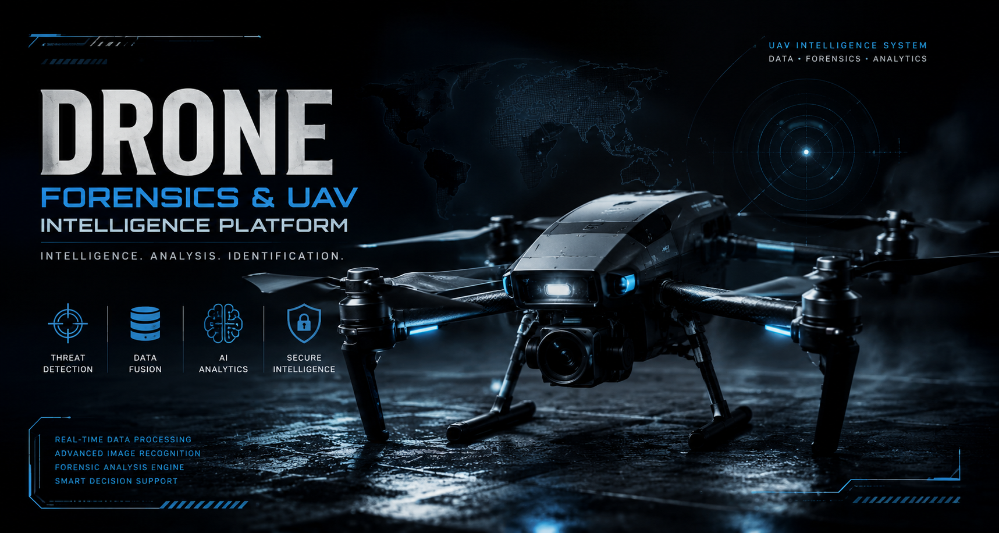 UAV INTELLIGENCE SYSTEM
DATA • FORENSICS • ANALYTICS
DRONE
FORENSICS & UAV
INTELLIGENCE PLATFORM
INTELLIGENCE. ANALYSIS. IDENTIFICATION.
THREAT
DETECTION
DATA
FUSION
AI
ANALYTICS
SECURE
INTELLIGENCE
REAL-TIME DATA PROCESSING
ADVANCED IMAGE RECOGNITION
FORENSIC ANALYSIS ENGINE
SMART DECISION SUPPORT